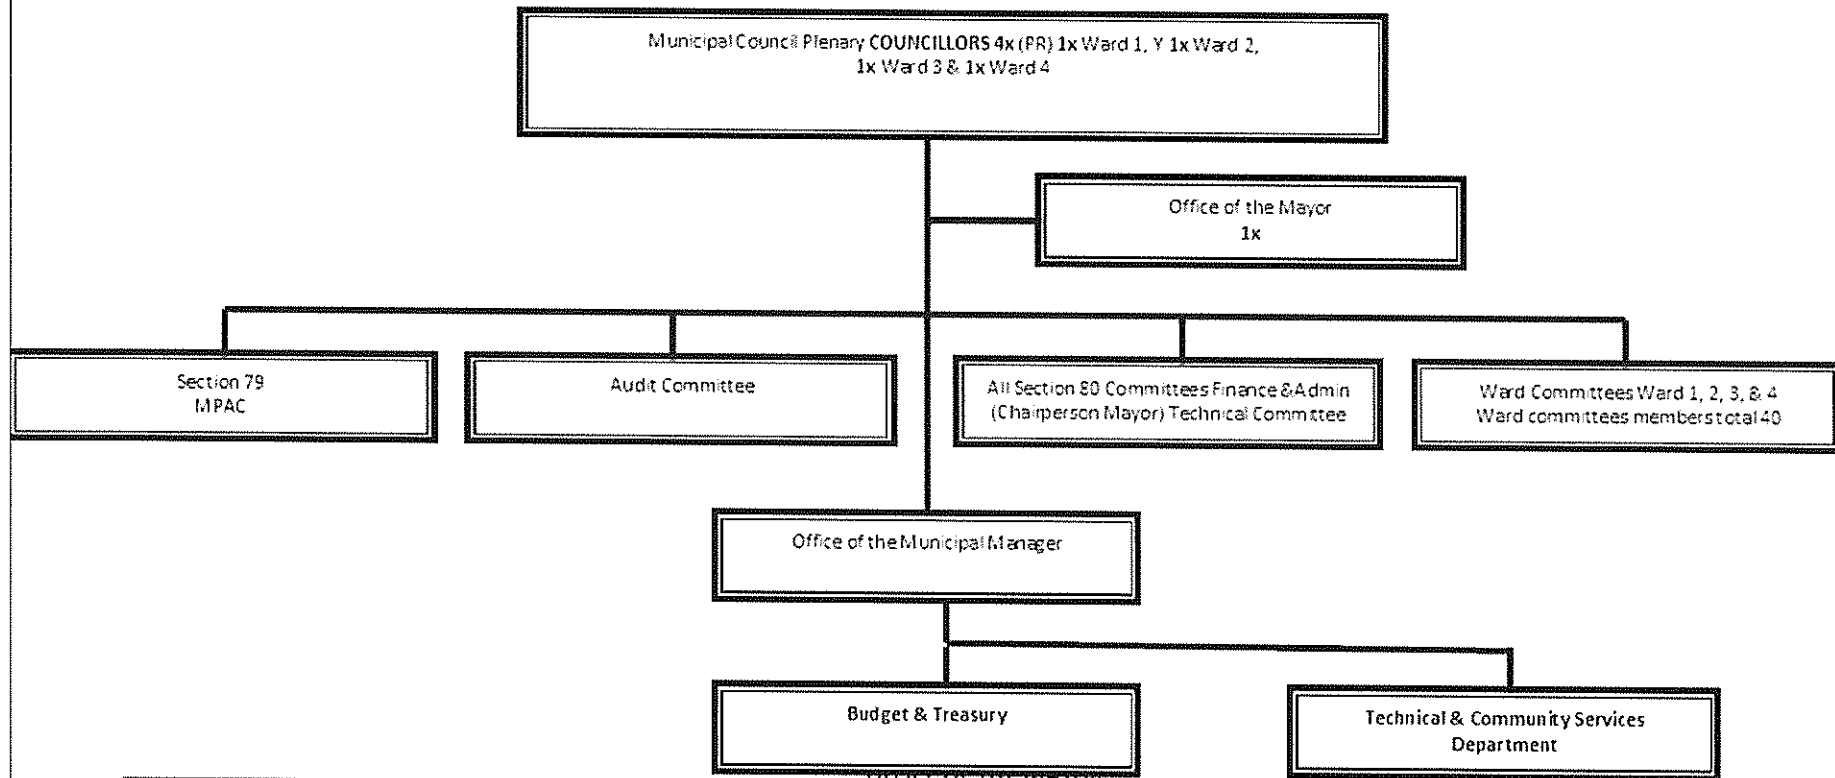 Municipal Council Plenary COUNCILLORS 4x (PR) 1x Ward 1, Y 1x Ward 2,
1x Ward 3 & 1x Ward 4
Office of the Mayor
1x
Section 79
MPAC
Audit Committee
All Section 80 Committees Finance & Admin
(Chairperson Mayor) Technical Committee
Ward Committees Ward 1, 2, 3, & 4
Ward committees members total 40
Office of the Municipal Manager
Budget & Treasury
Technical & Community Services
Department